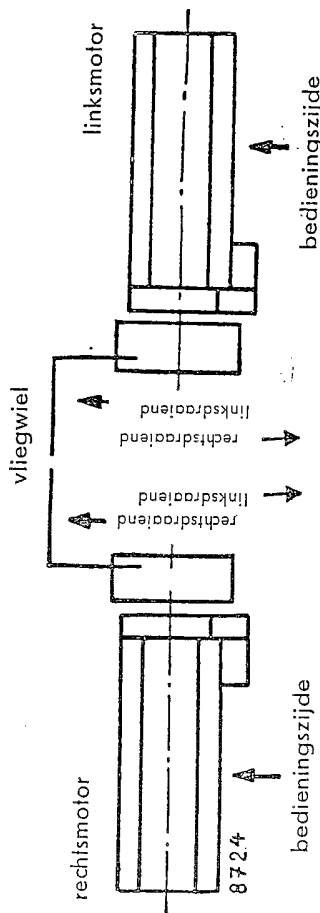 vliegwiel
rechtsmotor
linksmotor
rechtsdraaiend
linksdraaiend
rechtsdraaiend
linksdraaiend
8724
bedieningszijde
bedieningszijde